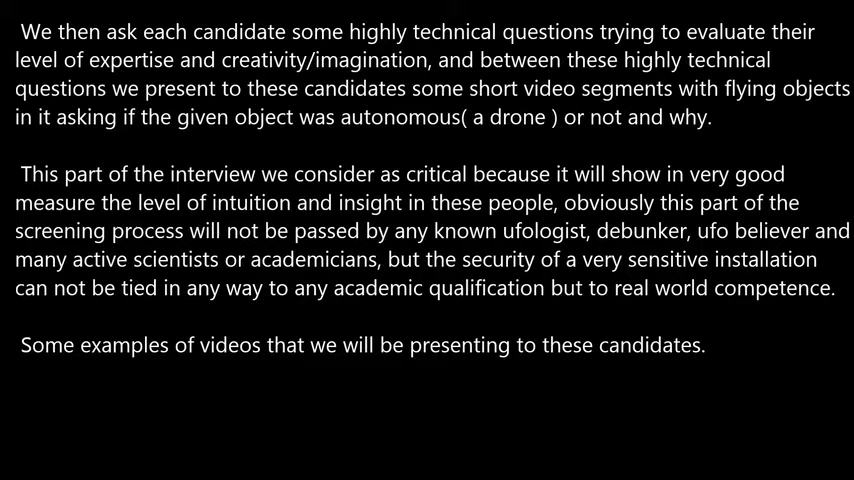 We then ask each candidate some highly technical questions trying to evaluate their
level of expertise and creativity/imagination, and between these highly technical
questions we present to these candidates some short video segments with flying objects
in it asking if the given object was autonomous( a drone ) or not and why.
This part of the interview we consider as critical because it will show in very good
measure the level of intuition and insight in these people, obviously this part of the
screening process will not be passed by any known ufologist, debunker, ufo believer and
many active scientists or academicians, but the security of a very sensitive installation
can not be tied in any way to any academic qualification but to real world competence.
Some examples of videos that we will be presenting to these candidates.